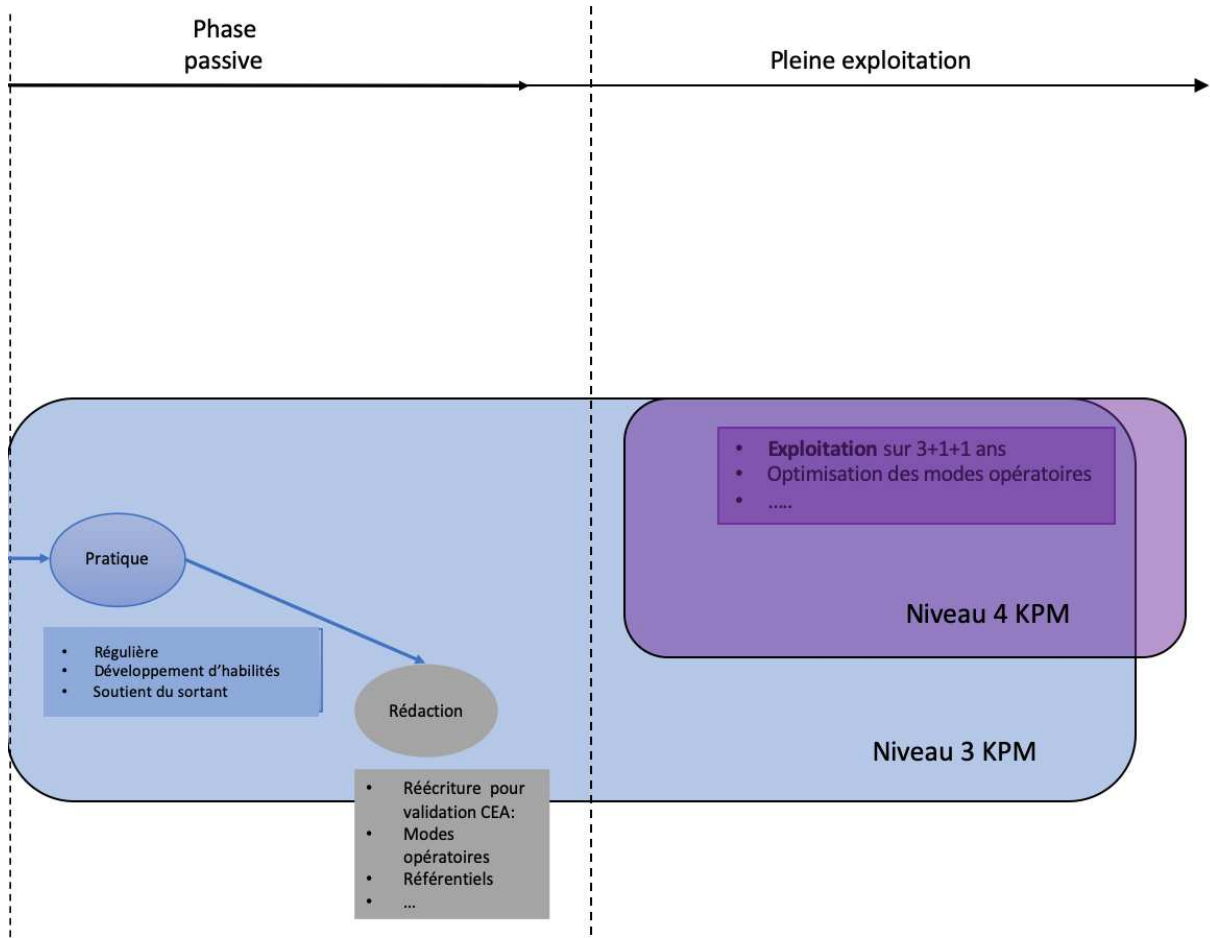 Phase
passive
Pleine exploitation
• Exploitation sur 3+1+1 ans
• Optimisation des modes opératoires
• .....
Pratique
Niveau 4 KPM
• Régulière
• Développement d'habilités
• Soutient du sortant
Rédaction
Niveau 3 KPM
• Réécriture pour
validation CEA:
• Modes
opératoires
• Référentiels
• ...